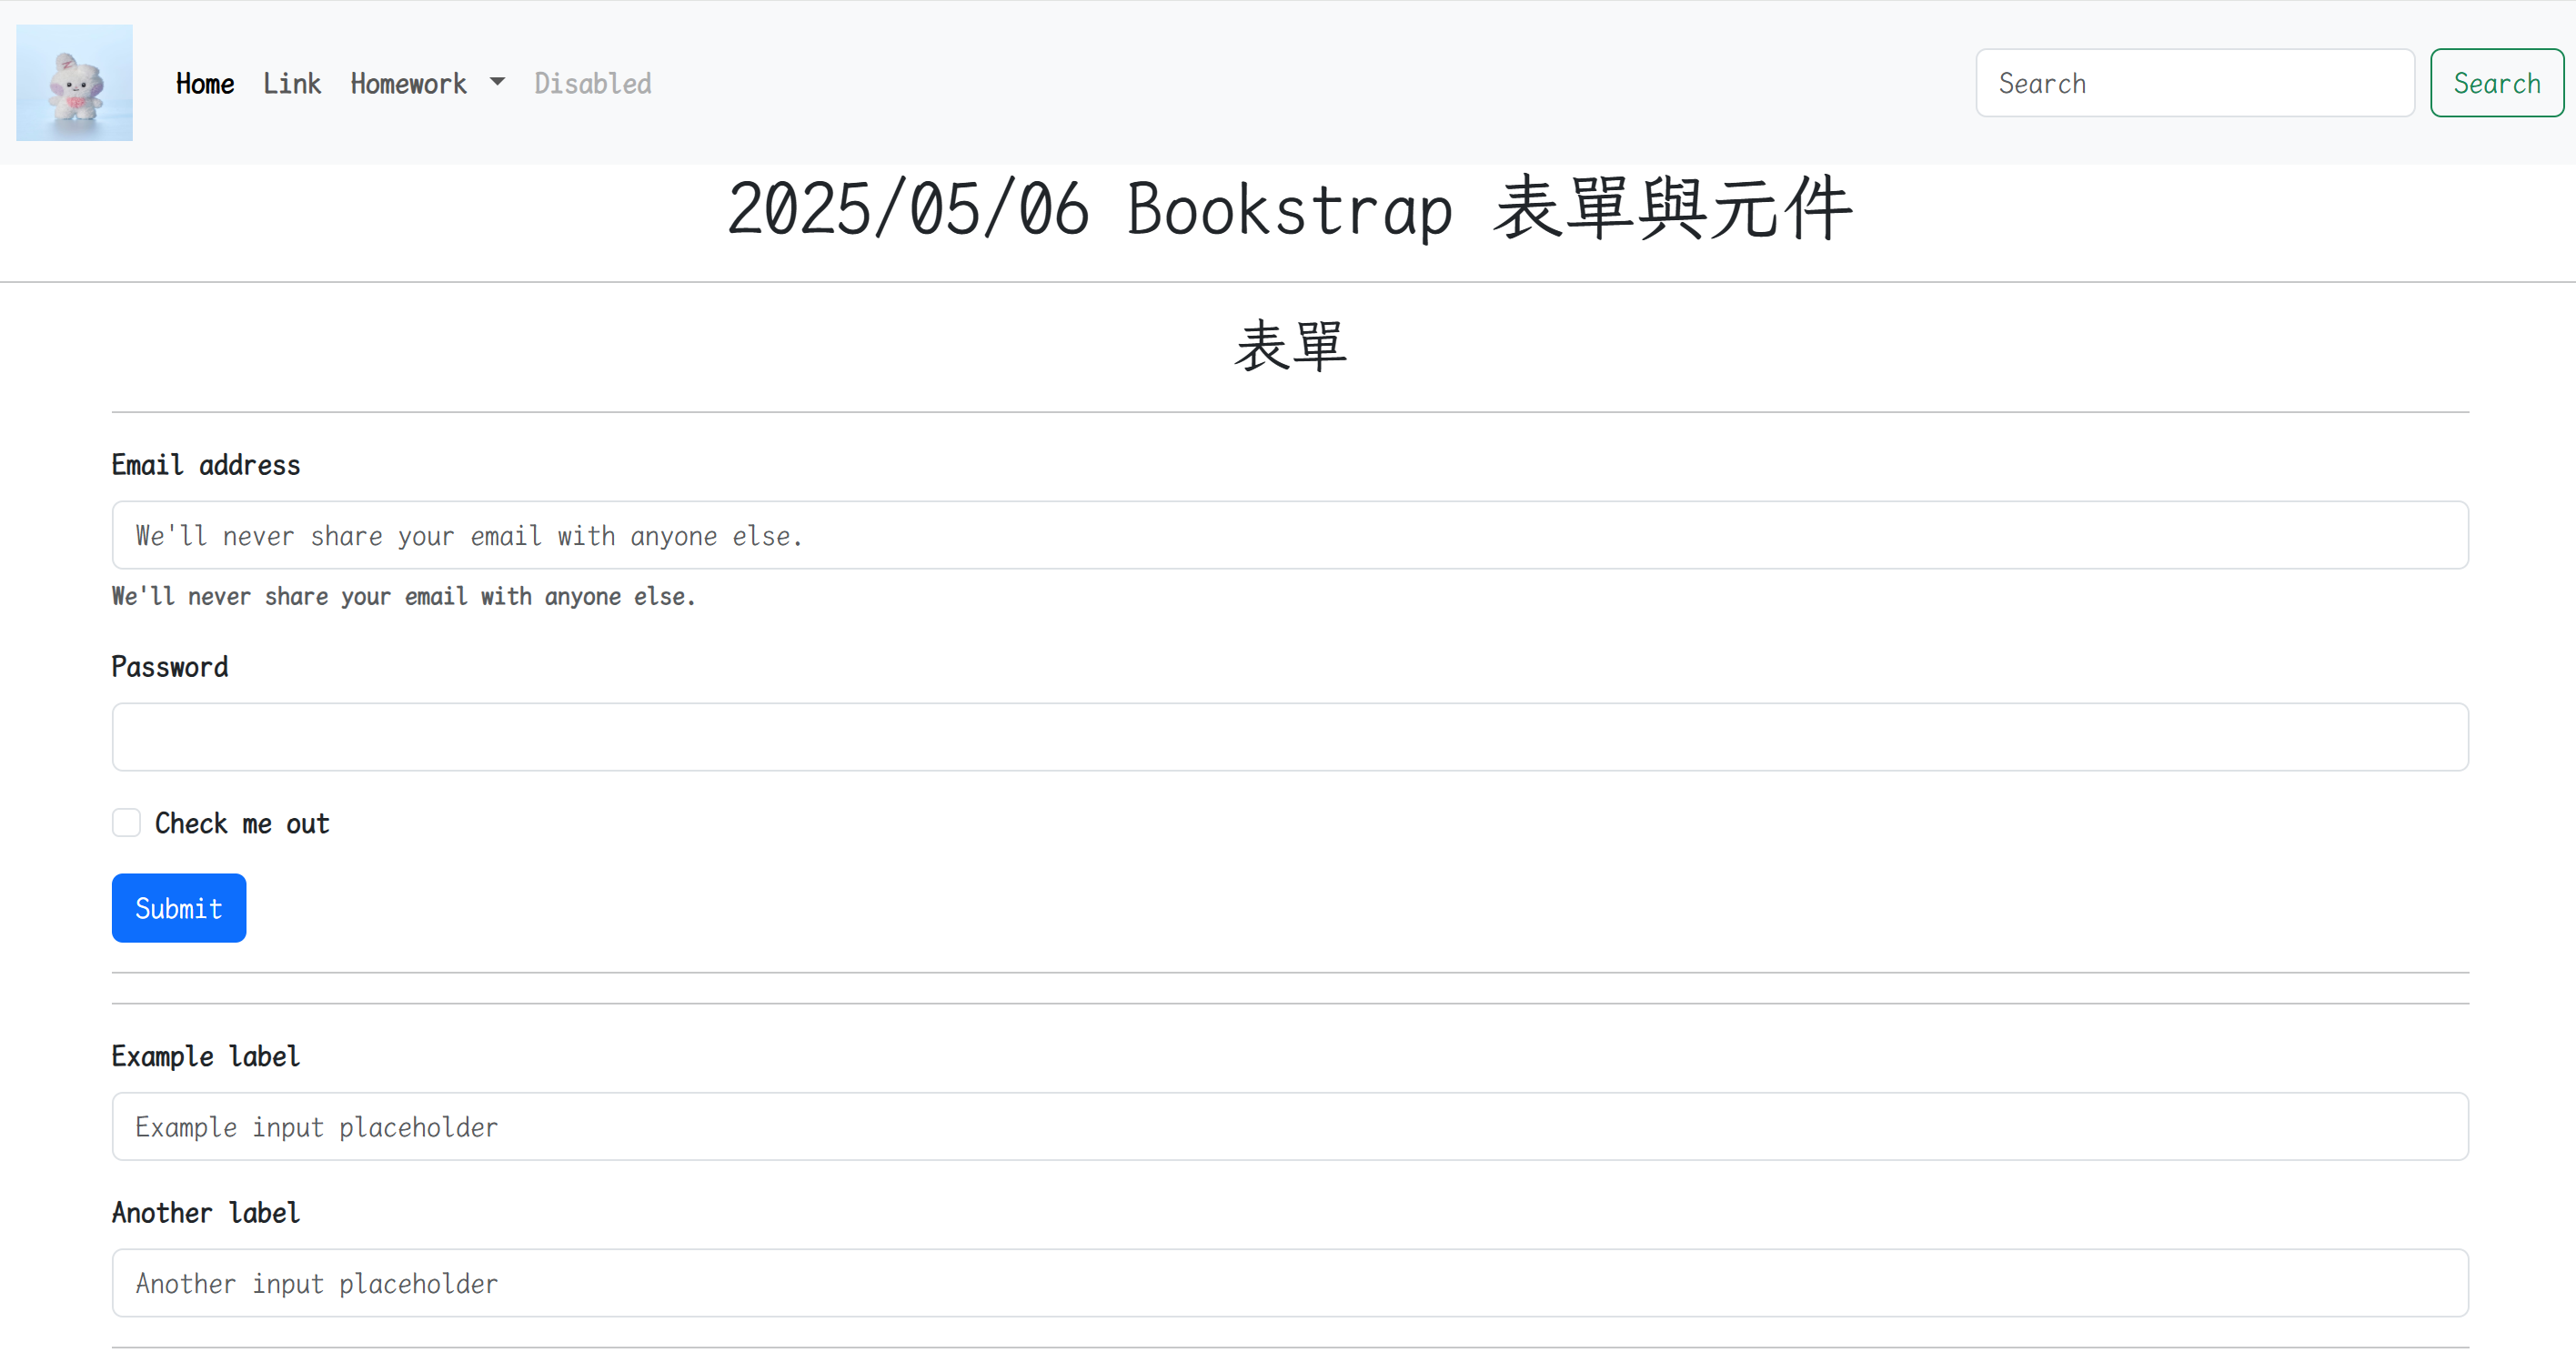 Home Link Homework Disabled Search Search
2025/05/06 Bookstrap 表單與元件
表單
Email address
We'll never share your email with anyone else.
We'll never share your email with anyone else.
Password
Check me out
Submit
Example label
Example input placeholder
Another label
Another input placeholder